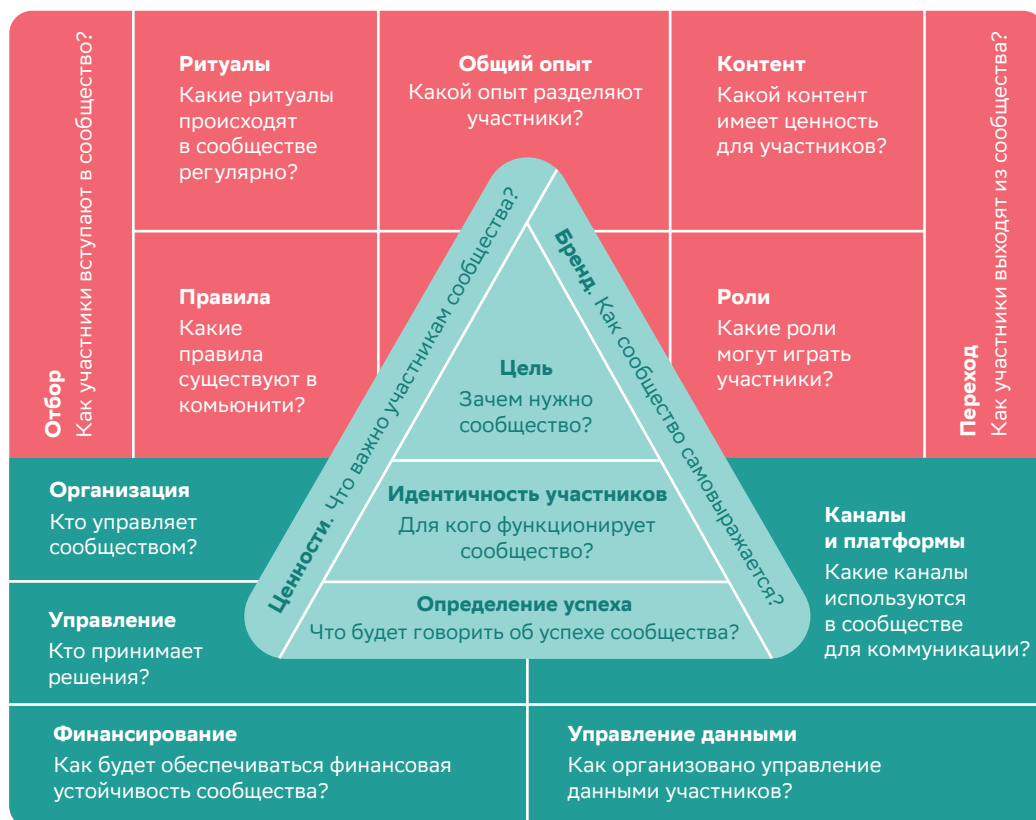 Отбор
Как участники вступают в сообщество?
Ритуалы
Какие ритуалы
происходят
в сообществе
регулярно?
Общий опыт
Какой опыт разделяют
участники?
Контент
Какой контент
имеет ценность
для участников?
Переход
Как участники выходят из сообщества?
Правила
Какие
правила
существуют в
комьюнити?
Роли
Какие роли
могут играть
участники?
Ценности. Что важно участникам сообщества?
Бренд. Как сообщество самовыражается?
Цель
Зачем нужно
сообщество?
Идентичность участников
Для кого функционирует
сообщество?
Определение успеха
Что будет говорить об успехе сообщества?
Организация
Кто управляет
сообществом?
Управление
Кто принимает
решения?
Каналы
и платформы
Какие каналы
используются
в сообществе
для коммуникации?
Финансирование
Как будет обеспечиваться финансовая
устойчивость сообщества?
Управление данными
Как организовано управление
данными участников?